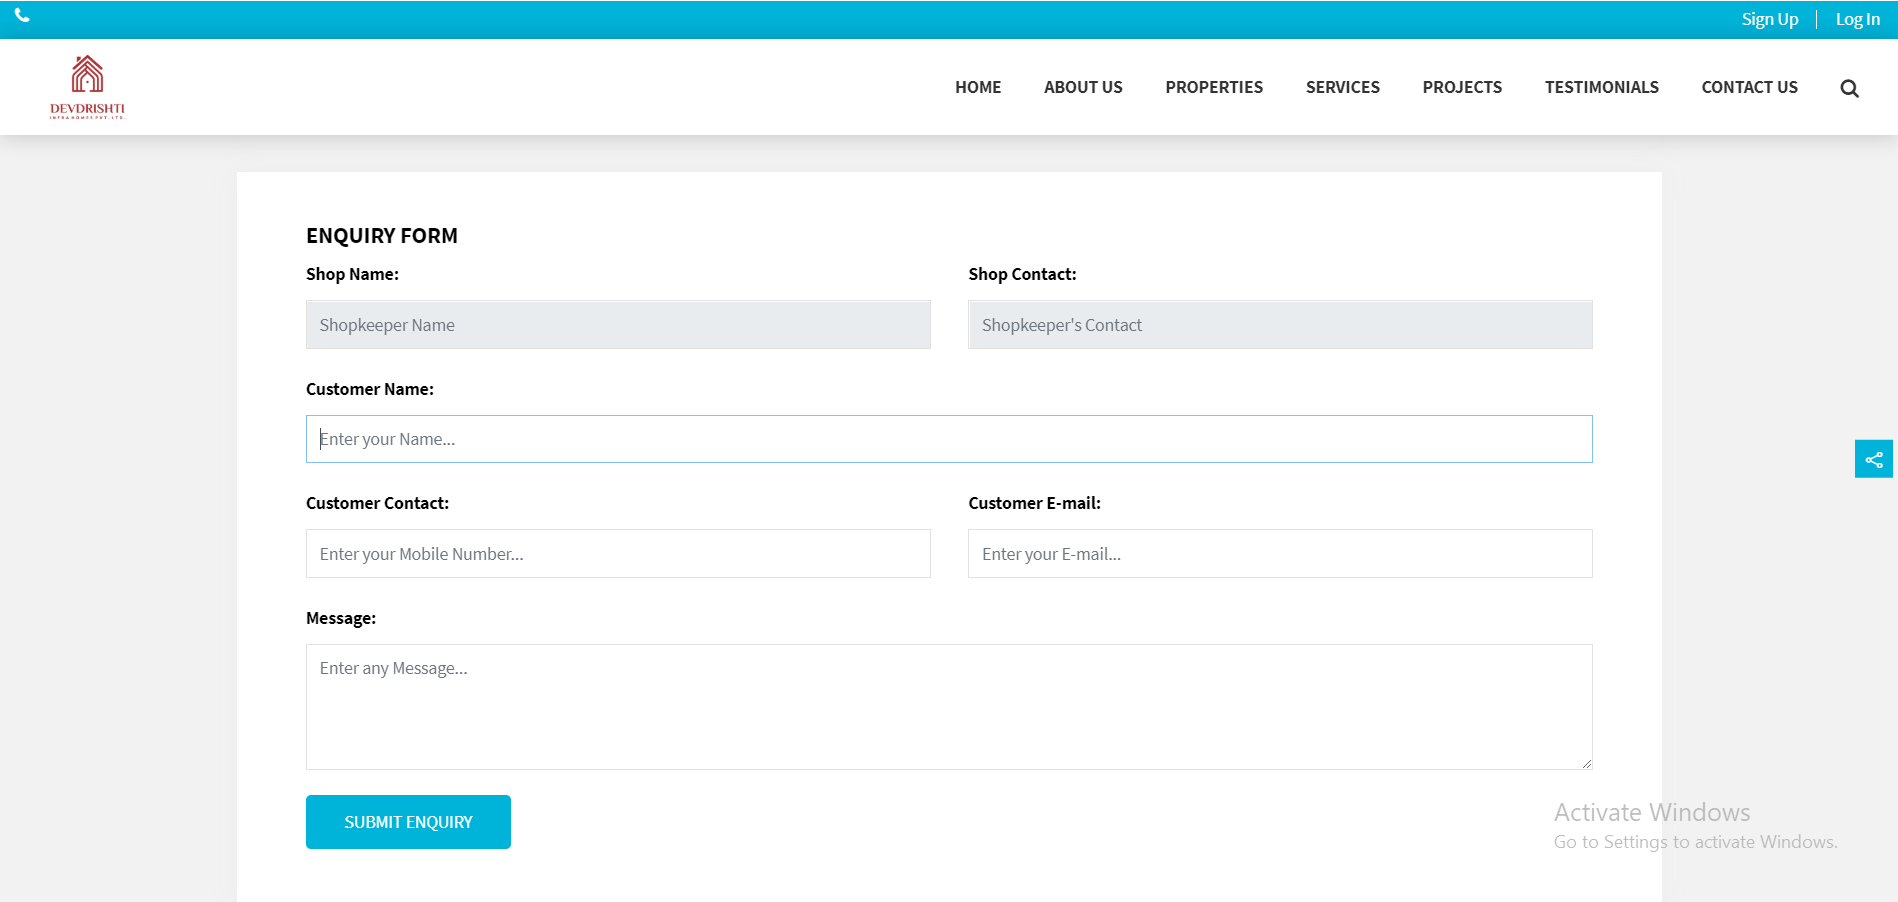 Sign Up
Log In
DEVDRISHTI
INFRA HOMES PVT. LTD.
HOME
ABOUT US
PROPERTIES
SERVICES
PROJECTS
TESTIMONIALS
CONTACT US
ENQUIRY FORM
Shop Name:
Shop Contact:
Shopkeeper Name
Shopkeeper's Contact
Customer Name:
Enter your Name...
Customer Contact:
Customer E-mail:
Enter your Mobile Number...
Enter your E-mail...
Message:
Enter any Message...
SUBMIT ENQUIRY
Activate Windows
Go to Settings to activate Windows.